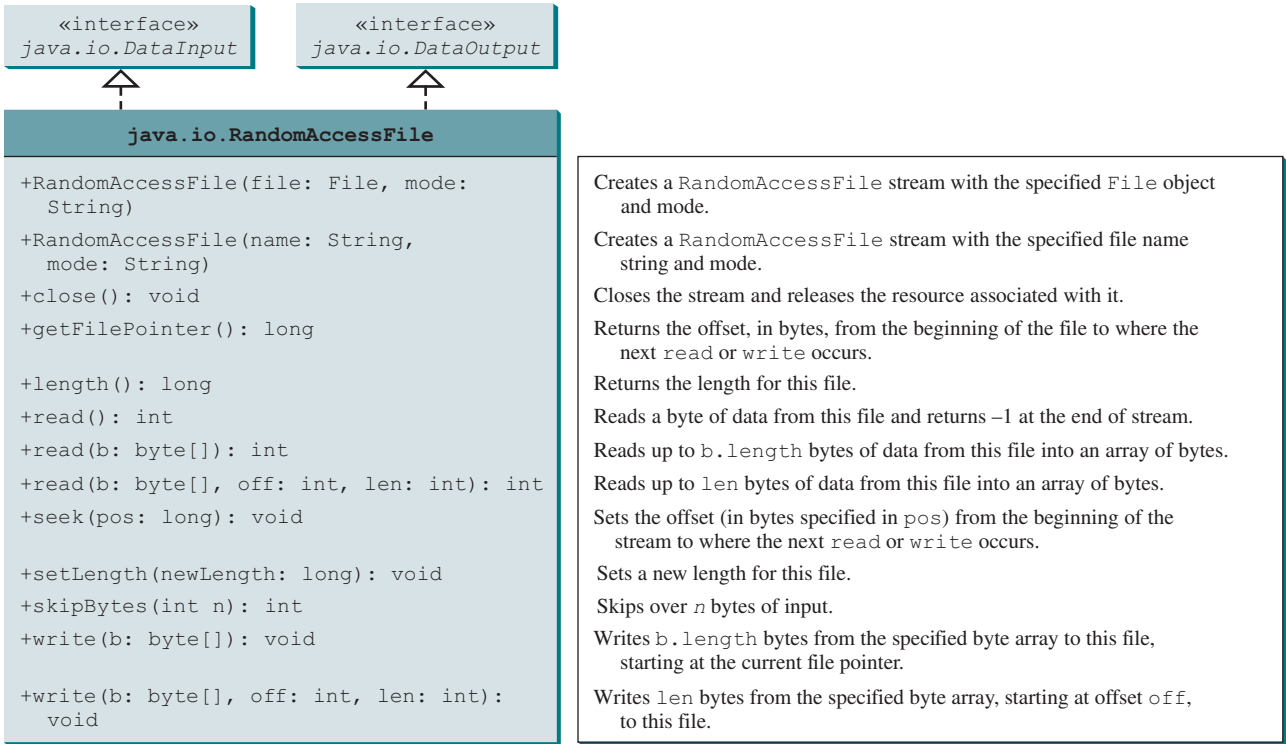 «interface»
java.io.DataInput
«interface»
java.io.DataOutput
java.io.RandomAccessFile
+RandomAccessFile(file: File, mode:
String)
Creates a RandomAccessFile stream with the specified File object
and mode.
+RandomAccessFile(name: String,
mode: String)
Creates a RandomAccessFile stream with the specified file name
string and mode.
+close(): void
Closes the stream and releases the resource associated with it.
+getFilePointer(): long
Returns the offset, in bytes, from the beginning of the file to where the
next read or write occurs.
+length(): long
Returns the length for this file.
+read(): int
Reads a byte of data from this file and returns –1 at the end of stream.
+read(b: byte[]): int
Reads up to b.length bytes of data from this file into an array of bytes.
+read(b: byte[], off: int, len: int): int
Reads up to len bytes of data from this file into an array of bytes.
+seek(pos: long): void
Sets the offset (in bytes specified in pos) from the beginning of the
stream to where the next read or write occurs.
+setLength(newLength: long): void
Sets a new length for this file.
+skipBytes(int n): int
Skips over n bytes of input.
+write(b: byte[]): void
Writes b.length bytes from the specified byte array to this file,
starting at the current file pointer.
+write(b: byte[], off: int, len: int):
void
Writes len bytes from the specified byte array, starting at offset off,
to this file.